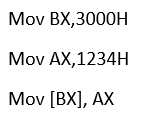 Mov BX,3000H
Mov AX,1234H
Mov [BX], AX